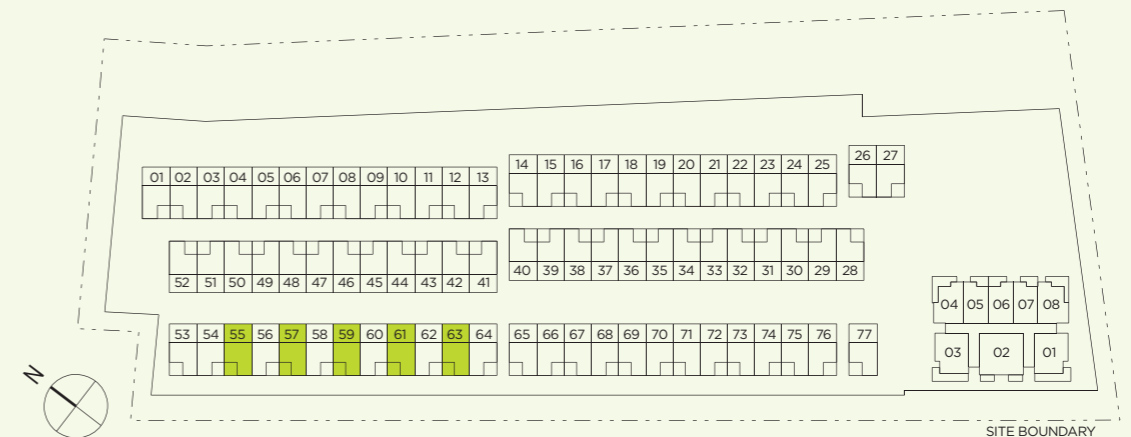 14 15 16 17 18 19 20 21 22 23 24 25
26 27
01 02 03 04 05 06 07 08 09 10 11 12 13
40 39 38 37 36 35 34 33 32 31 30 29 28
52 51 50 49 48 47 46 45 44 43 42 41
04 05 06 07 08
53 54 55 56 57 58 59 60 61 62 63 64
65 66 67 68 69 70 71 72 73 74 75 76
77
03 02 01
N
SITE BOUNDARY